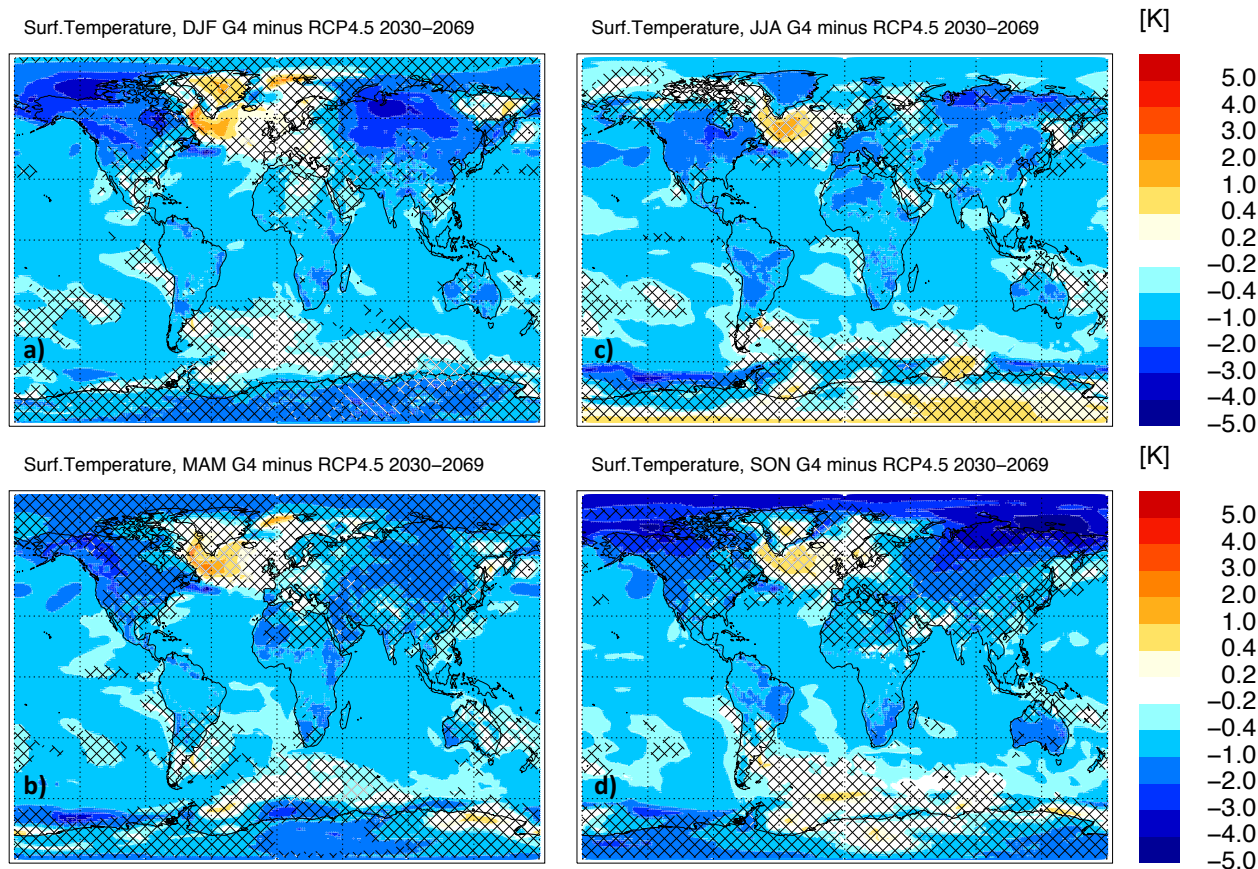 Surf.Temperature, DJF G4 minus RCP4.5 2030−2069
a)
Surf.Temperature, JJA G4 minus RCP4.5 2030−2069
c)
[K]
5.0
4.0
3.0
2.0
1.0
0.4
0.2
−0.2
−0.4
−1.0
−2.0
−3.0
−4.0
−5.0
Surf.Temperature, MAM G4 minus RCP4.5 2030−2069
b)
Surf.Temperature, SON G4 minus RCP4.5 2030−2069
d)
[K]
5.0
4.0
3.0
2.0
1.0
0.4
0.2
−0.2
−0.4
−1.0
−2.0
−3.0
−4.0
−5.0